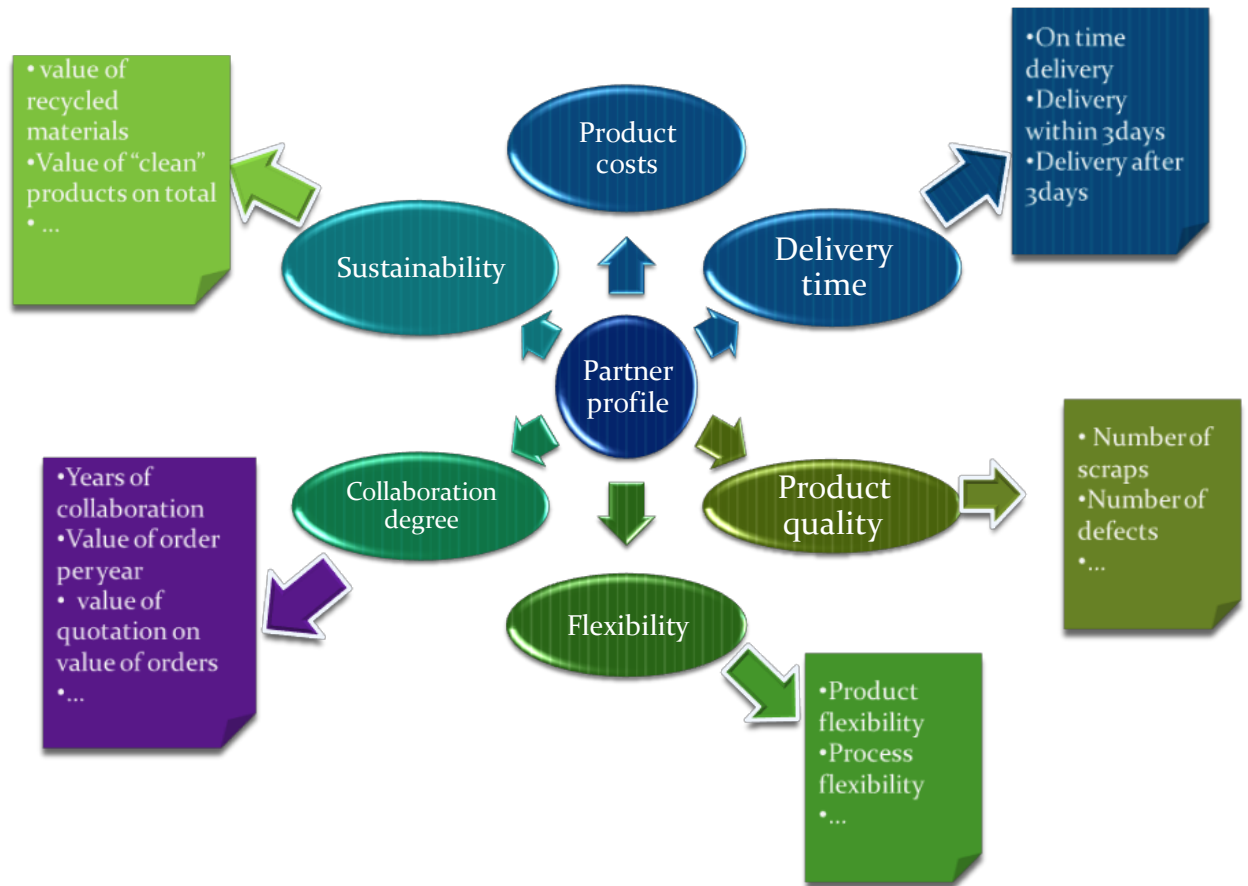 • value of
recycled
materials
•Value of “clean”
products on total
• ...
Product
costs
•On time
delivery
•Delivery
within 3days
•Delivery after
3days
Sustainability
Delivery
time
Partner
profile
•Years of
collaboration
•Value of order
per year
• value of
quotation on
value of orders
•...
Collaboration
degree
Product
quality
• Number of
scraps
•Number of
defects
•...
Flexibility
•Product
flexibility
•Process
flexibility
•...